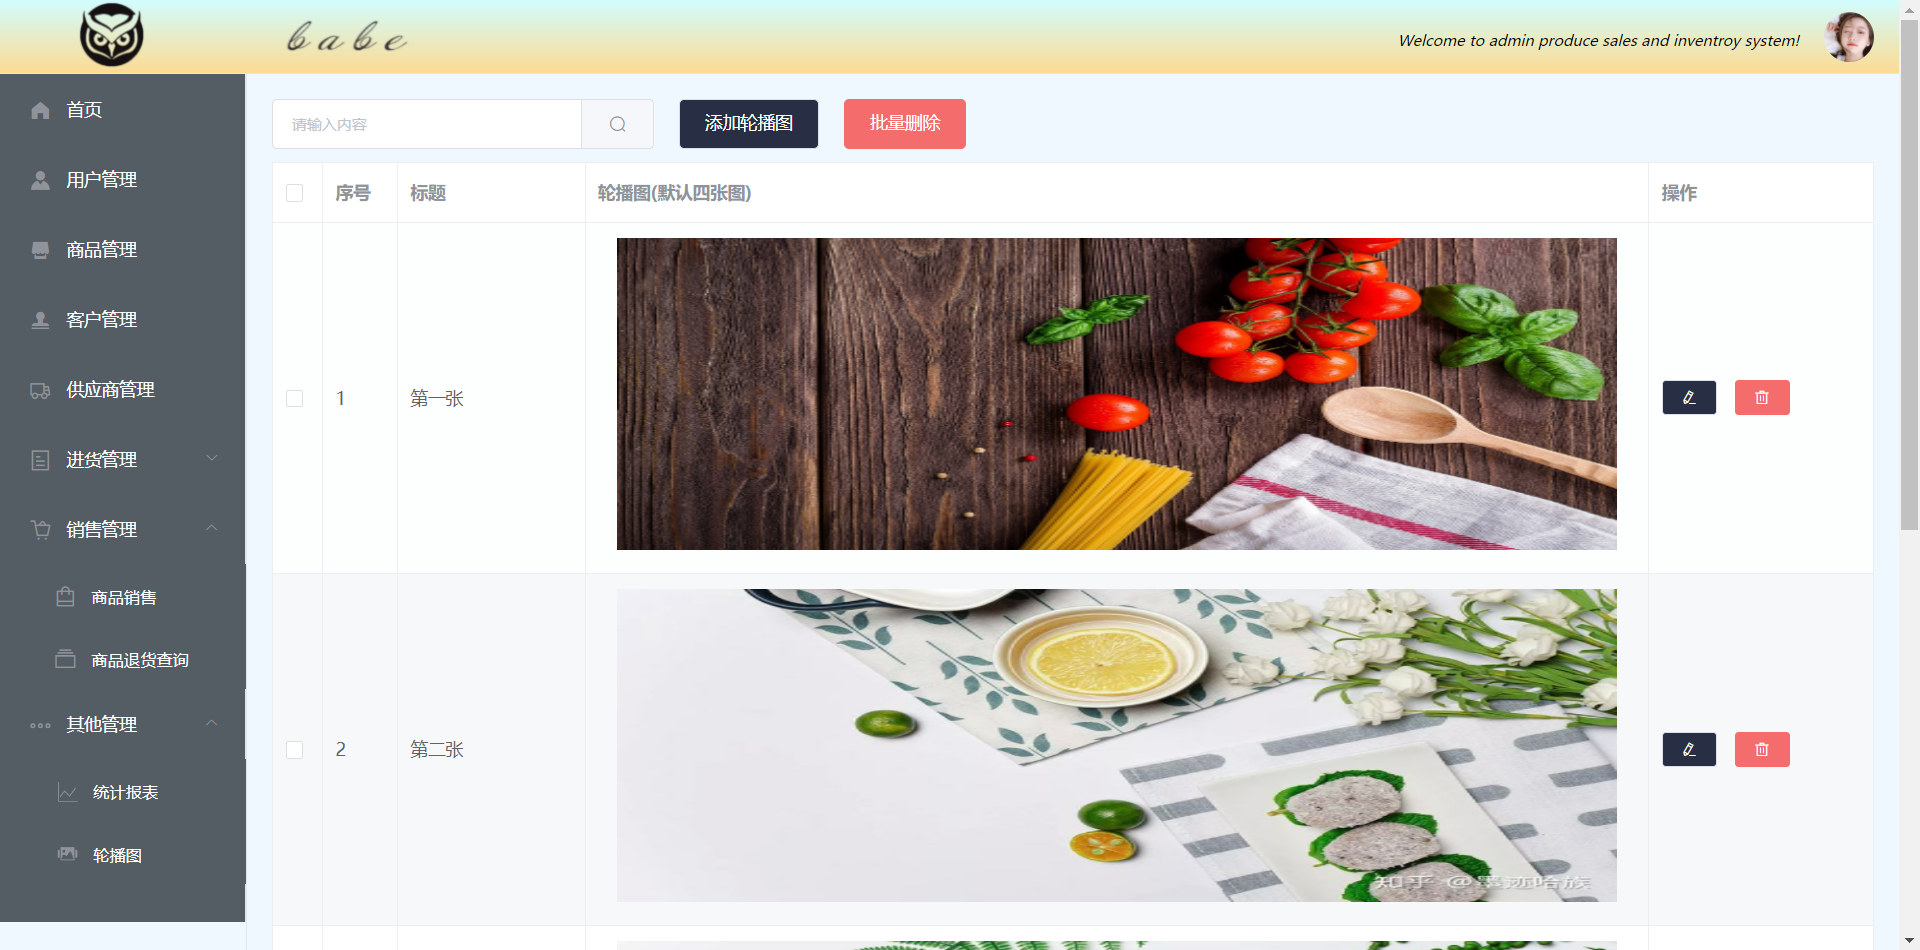 babe
Welcome to admin produce sales and inventroy system!
首页
用户管理
商品管理
客户管理
供应商管理
进货管理
销售管理
商品销售
商品退货查询
其他管理
统计报表
轮播图
请输入内容
添加轮播图
批量删除
序号
标题
轮播图(默认四张图)
操作
1
第一张
2
第二张
知乎 @墨迹哈族